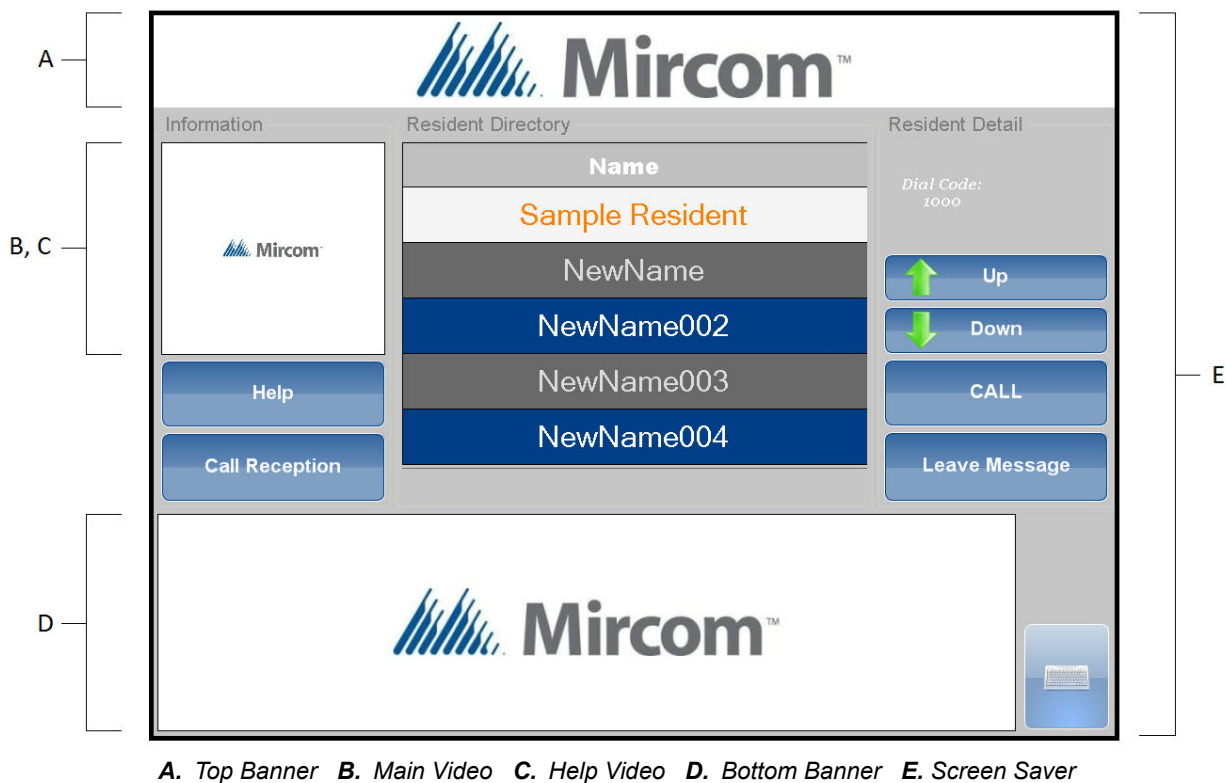 A
Mircom™
Information
Resident Directory
Resident Detail
Name
Dial Code:
1000
Sample Resident
B, C
Mircom™
NewName
Up
NewName002
Down
E
Help
NewName003
CALL
Call Reception
NewName004
Leave Message
D
Mircom™
A. Top Banner B. Main Video C. Help Video D. Bottom Banner E. Screen Saver